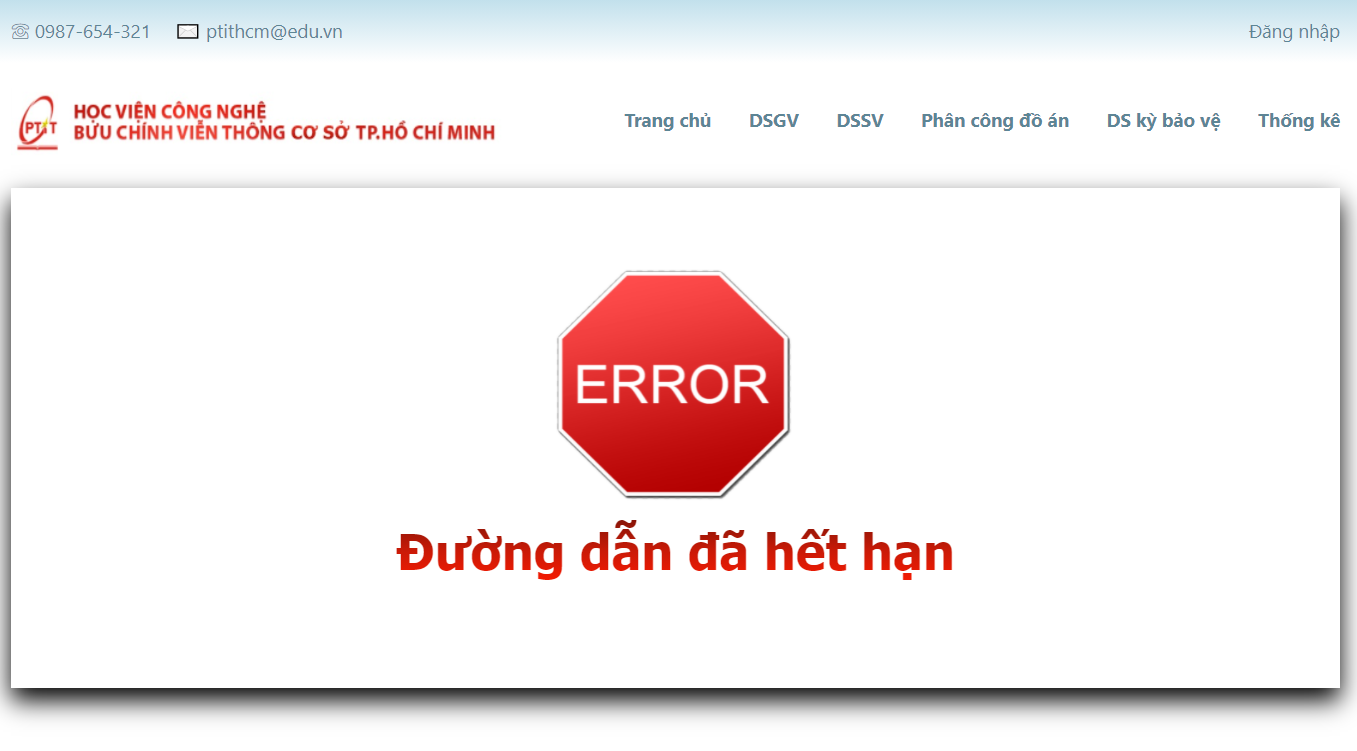 0987-654-321 ptithcm@edu.vn Đăng nhập
PTIT
HỌC VIỆN CÔNG NGHỆ
BƯU CHÍNH VIỄN THÔNG CƠ SỞ TP.HỒ CHÍ MINH
Trang chủ DSGV DSSV Phân công đồ án DS kỳ bảo vệ Thống kê
ERROR
Đường dẫn đã hết hạn